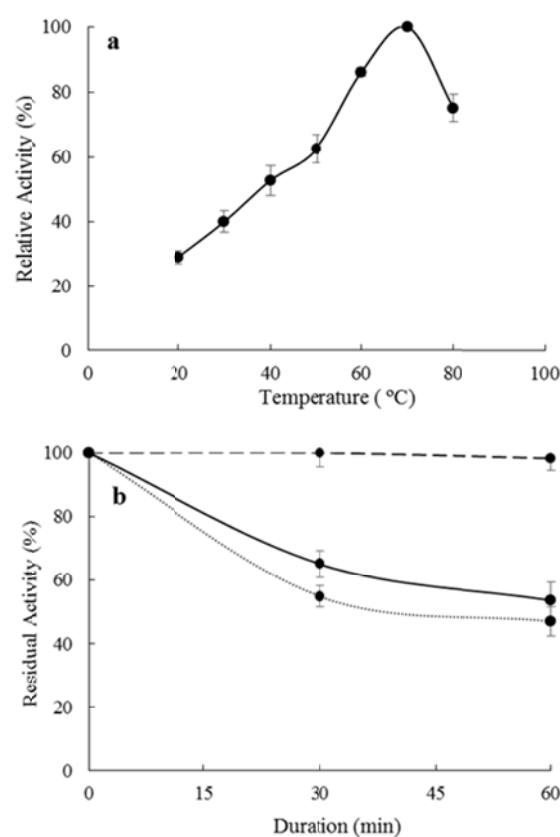 a
Relative Activity (%)
100
80
60
40
20
0
0 20 40 60 80 100
Temperature ( ºC)
b
Residual Activity (%)
100
80
60
40
20
0
0 15 30 45 60
Duration (min)